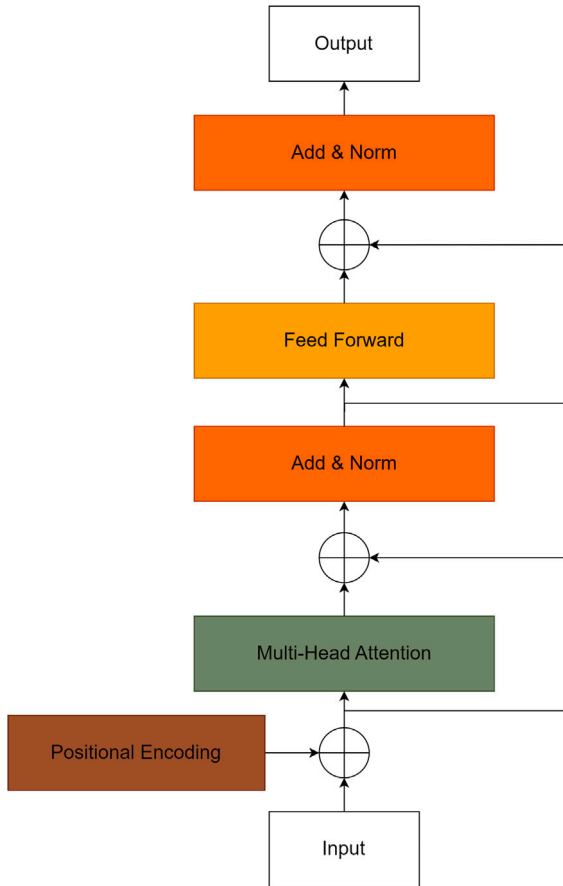 Output
Add & Norm
Feed Forward
Add & Norm
Multi-Head Attention
Positional Encoding
Input